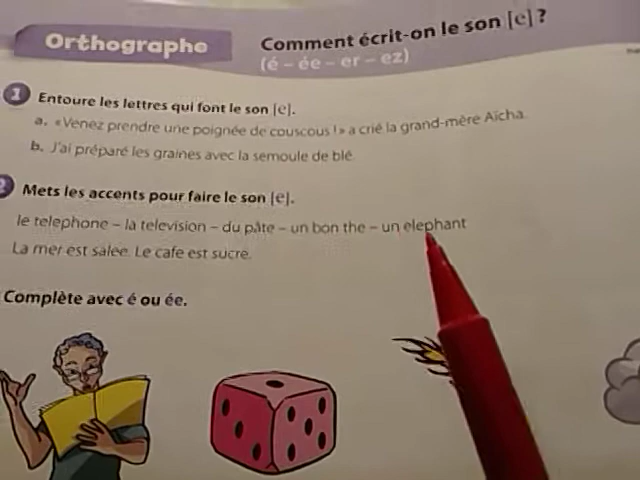 Orthographe
Comment écrit-on le son [e] ?
(é – ée – er – ez)
1 Entoure les lettres qui font le son [e].
a. «Venez prendre une poignée de couscous !» a crié la grand-mère Aïcha.
b. J'ai préparé les graines avec la semoule de blé.
2 Mets les accents pour faire le son [e].
le telephone – la television – du pâte – un bon the – un elephant
La mer est salee. Le cafe est sucre.
Complète avec é ou ée.